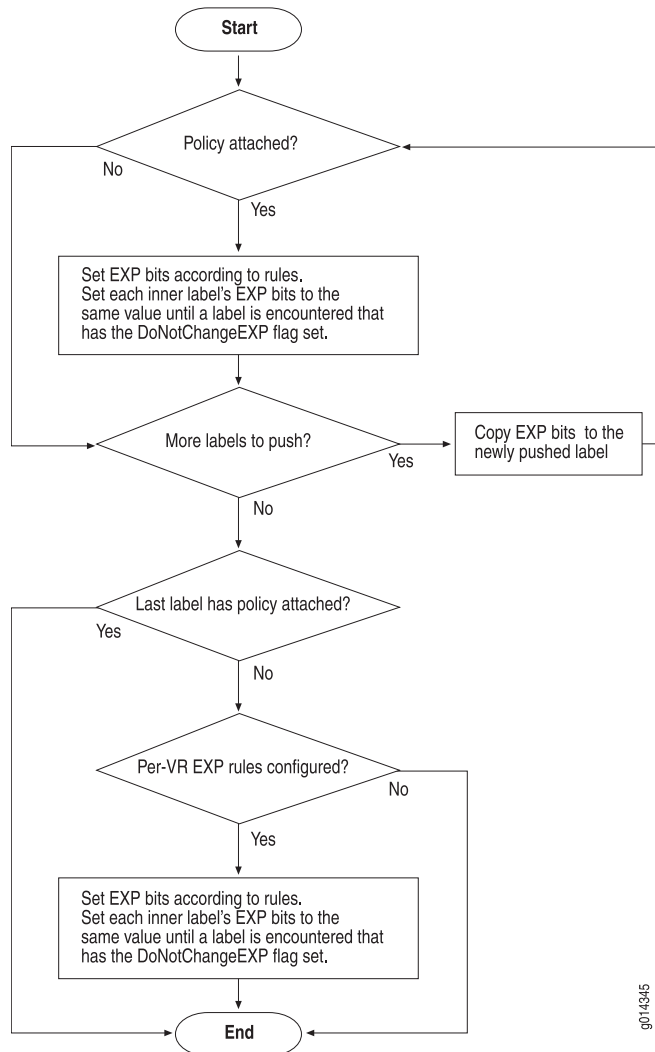 Start
Policy attached?
No
Yes
Set EXP bits according to rules.
Set each inner label's EXP bits to the
same value until a label is encountered that
has the DoNotChangeEXP flag set.
More labels to push?
Yes
Copy EXP bits to the
newly pushed label
No
Last label has policy attached?
Yes
No
Per-VR EXP rules configured?
No
Yes
Set EXP bits according to rules.
Set each inner label's EXP bits to the
same value until a label is encountered that
has the DoNotChangeEXP flag set.
End
g014345